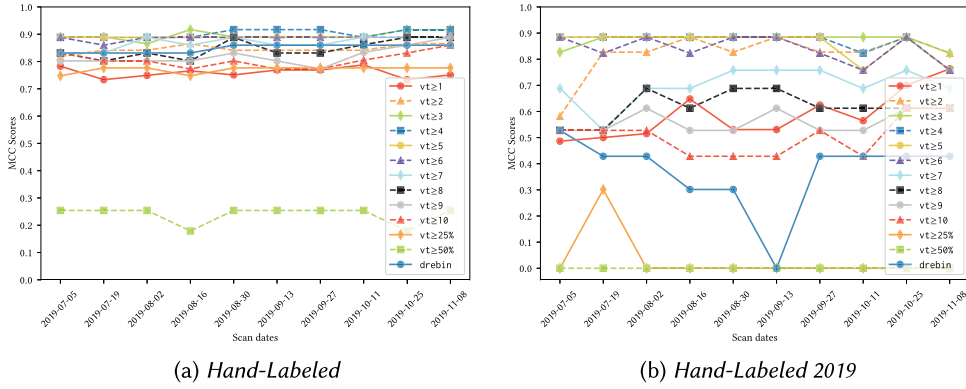 1.0
0.9
0.8
0.7
0.6
0.5
0.4
0.3
0.2
0.1
0.0
MCC Scores
vt≥1
vt≥2
vt≥3
vt≥4
vt≥5
vt≥6
vt≥7
vt≥8
vt≥9
vt≥10
vt≥25%
vt≥50%
drebin
2019-07-05
2019-07-19
2019-08-02
2019-08-16
2019-08-30
2019-09-13
2019-09-27
2019-10-11
2019-10-25
2019-11-08
Scan dates
(a) Hand-Labeled
1.0
0.9
0.8
0.7
0.6
0.5
0.4
0.3
0.2
0.1
0.0
MCC Scores
vt≥1
vt≥2
vt≥3
vt≥4
vt≥5
vt≥6
vt≥7
vt≥8
vt≥9
vt≥10
vt≥25%
vt≥50%
drebin
2019-07-05
2019-07-19
2019-08-02
2019-08-16
2019-08-30
2019-09-13
2019-09-27
2019-10-11
2019-10-25
2019-11-08
Scan dates
(b) Hand-Labeled 2019